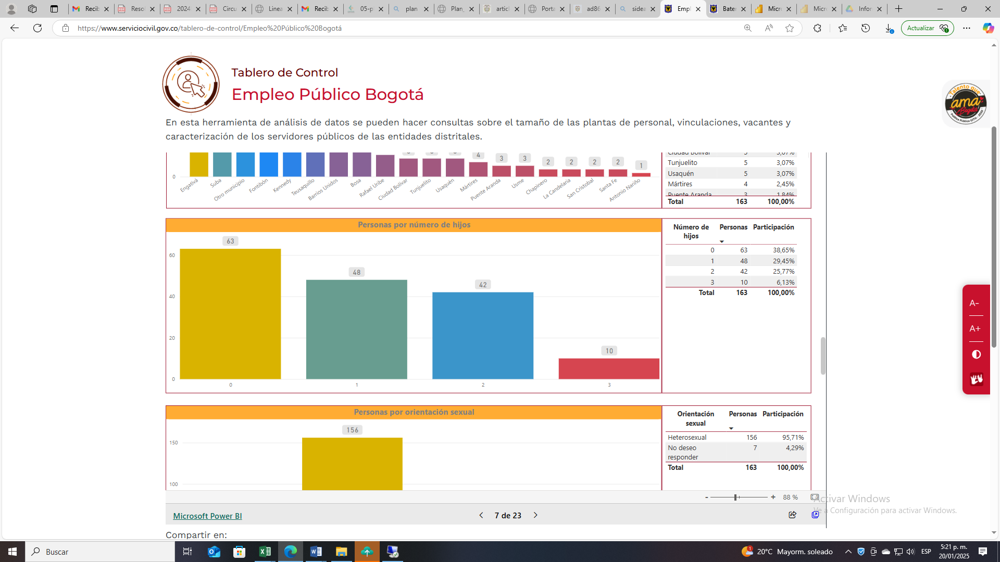 Recib
Resol
2024
Circu
Linea
Recib
05-p
plan
Plan_
articl
Porta
ad86
sidea
Empl
Bater
Micro
Micro
Infor
https://www.serviciocivil.gov.co/tablero-de-control/Empleo%20Público%20Bogotá
Actualizar
Tablero de Control
Empleo Público Bogotá
Talento que
ama
Bogotá
En esta herramienta de análisis de datos se pueden hacer consultas sobre el tamaño de las plantas de personal, vinculaciones, vacantes y
caracterización de los servidores públicos de las entidades distritales.
4 3 3 2 2 2 2 1
0
Engativá Suba Otro municipio Fontibón Kennedy Teusaquillo Barrios Unidos Bosa Rafael Uribe Ciudad Bolívar Tunjuelito Usaquén Mártires Puente Aranda Usme Chapinero La Candelaria San Cristobal Santa Fe Antonio Nariño
Ciudad Bolívar 5 3,07%
Tunjuelito 5 3,07%
Usaquén 5 3,07%
Mártires 4 2,45%
Puente Aranda 3 1,84%
Total 163 100,00%
Personas por número de hijos
63
48
42
10
60
40
20
0
0 1 2 3
Número de hijos Personas Participación
0 63 38,65%
1 48 29,45%
2 42 25,77%
3 10 6,13%
Total 163 100,00%
A-
A+
Personas por orientación sexual
156
150
100
Orientación sexual Personas Participación
Heterosexual 156 95,71%
No deseo responder 7 4,29%
Total 163 100,00%
- + 88 %
Activar Windows
Ve a Configuración para activar Windows.
Microsoft Power BI
7 de 23
Compartir en:
Buscar
20°C Mayorm. soleado
ESP
5:21 p. m.
20/01/2025